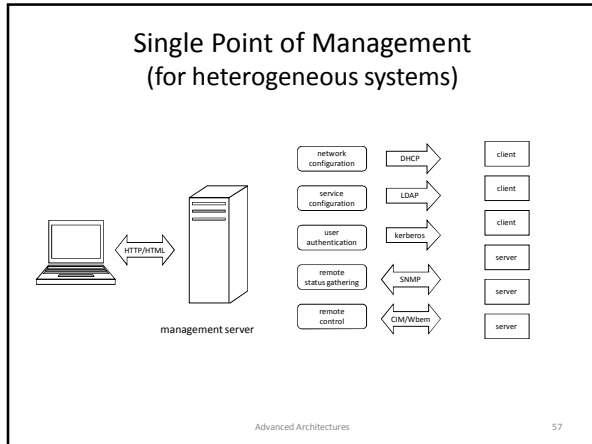 Single Point of Management
(for heterogeneous systems)
network
configuration
DHCP
client
service
configuration
LDAP
client
user
authentication
kerberos
client
HTTP/HTML
server
remote
status gathering
SNMP
server
remote
control
CIM/Wbem
server
management server
Advanced Architectures
57